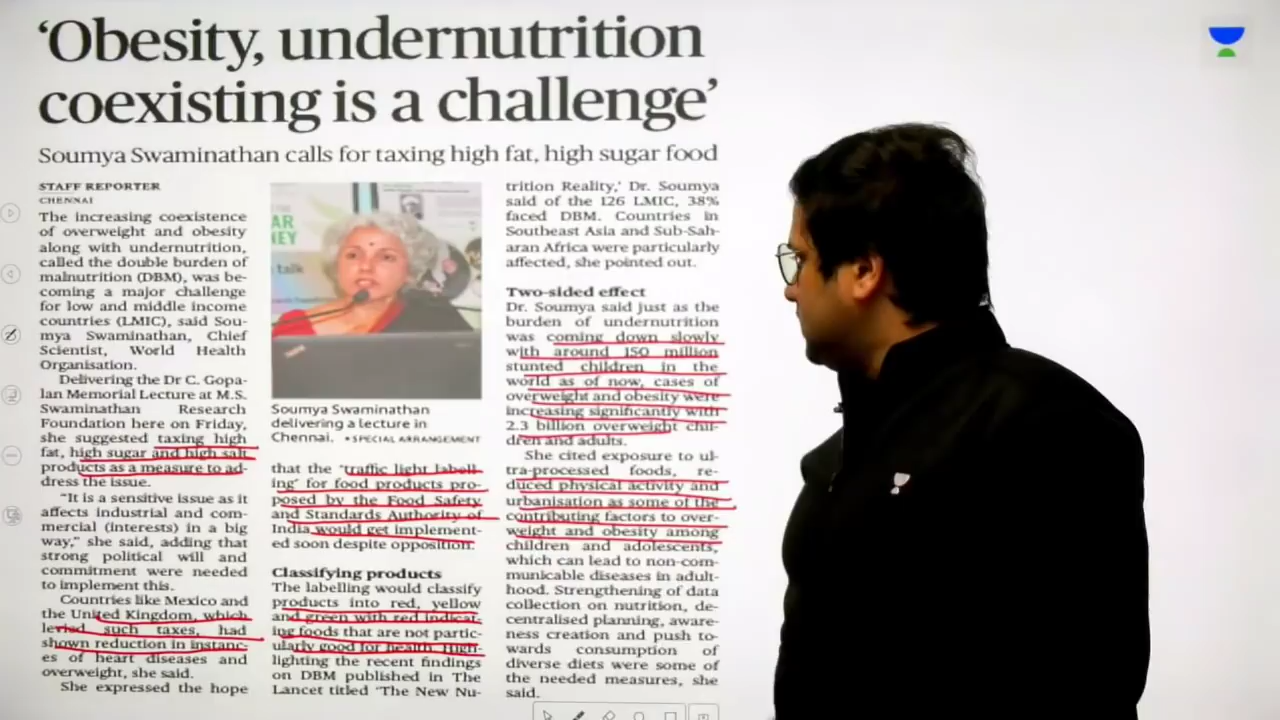 ‘Obesity, undernutrition
coexisting is a challenge’
Soumya Swaminathan calls for taxing high fat, high sugar food
STAFF REPORTER
CHENNAI
The increasing coexistence
of overweight and obesity
along with undernutrition,
called the double burden of
malnutrition (DBM), was be-
coming a major challenge
for low and middle income
countries (LMIC), said Sou-
mya Swaminathan, Chief
Scientist, World Health
Organisation.
Delivering the Dr C. Gopa-
lan Memorial Lecture at M.S.
Swaminathan Research
Foundation here on Friday,
she suggested taxing high
fat, high sugar and high salt
products as a measure to ad-
dress the issue.
“It is a sensitive issue as it
affects industrial and com-
mercial (interests) in a big
way,” she said, adding that
strong political will and
commitment were needed
to implement this.
Countries like Mexico and
the United Kingdom, which
levied such taxes, had
shown reduction in instanc-
es of heart diseases and
overweight, she said.
She expressed the hope
AR
EY
talk
Soumya Swaminathan
delivering a lecture in
Chennai. •SPECIAL ARRANGEMENT
that the ‘traffic light labell-
ing’ for food products pro-
posed by the Food Safety
and Standards Authority of
India would get implement-
ed soon despite opposition.
Classifying products
The labelling would classify
products into red, yellow
and green with red indicat-
ing foods that are not partic-
ularly good for health. High-
lighting the recent findings
on DBM published in The
Lancet titled ‘The New Nu-
trition Reality,’ Dr. Soumya
said of the 126 LMIC, 38%
faced DBM. Countries in
Southeast Asia and Sub-Sah-
aran Africa were particularly
affected, she pointed out.
Two-sided effect
Dr. Soumya said just as the
burden of undernutrition
was coming down slowly
with around 150 million
stunted children in the
world as of now, cases of
overweight and obesity were
increasing significantly with
2.3 billion overweight chil-
dren and adults.
She cited exposure to ul-
tra-processed foods, re-
duced physical activity and
urbanisation as some of the
contributing factors to over-
weight and obesity among
children and adolescents,
which can lead to non-com-
municable diseases in adult-
hood. Strengthening of data
collection on nutrition, de-
centralised planning, aware-
ness creation and push to-
wards consumption of
diverse diets were some of
the needed measures, she
said.